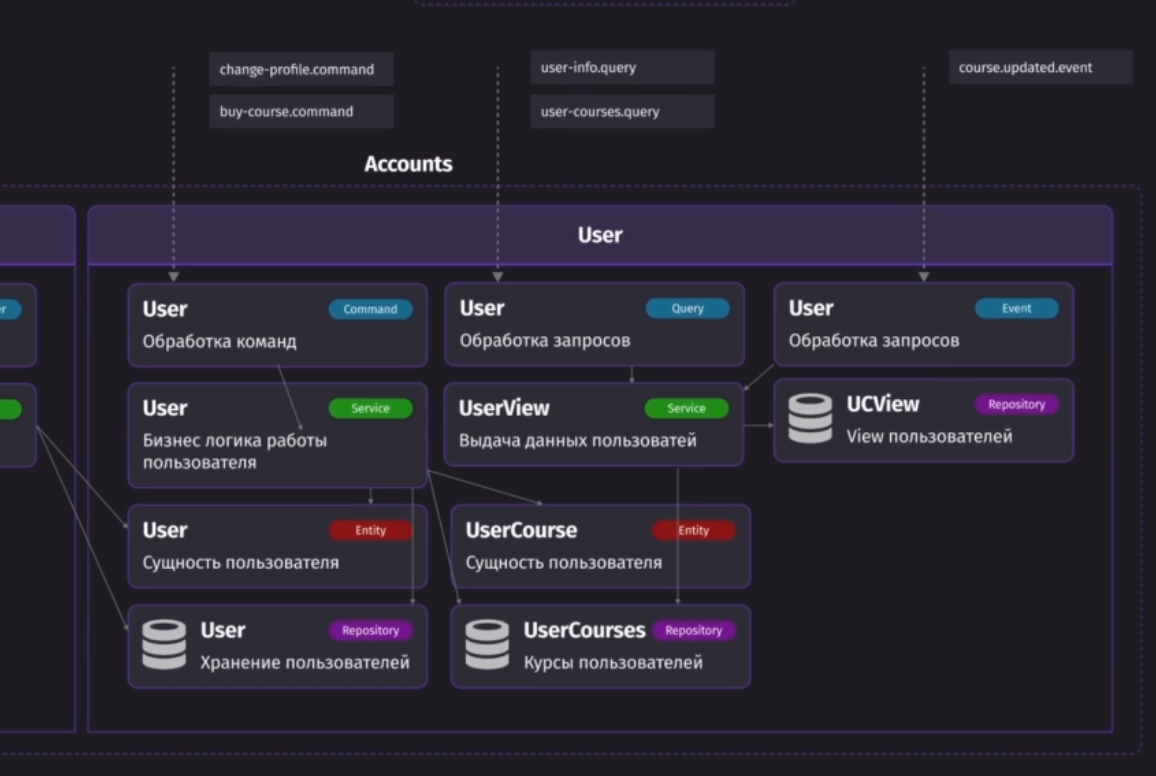 change-profile.command
buy-course.command
user-info.query
user-courses.query
course.updated.event
Accounts
User
User
Command
Обработка команд
User
Query
Обработка запросов
User
Event
Обработка запросов
User
Service
Бизнес логика работы
пользователя
UserView
Service
Выдача данных пользоватей
UCView
Repository
View пользователей
User
Entity
Сущность пользователя
UserCourse
Entity
Сущность пользователя
User
Repository
Хранение пользователей
UserCourses
Repository
Курсы пользователей